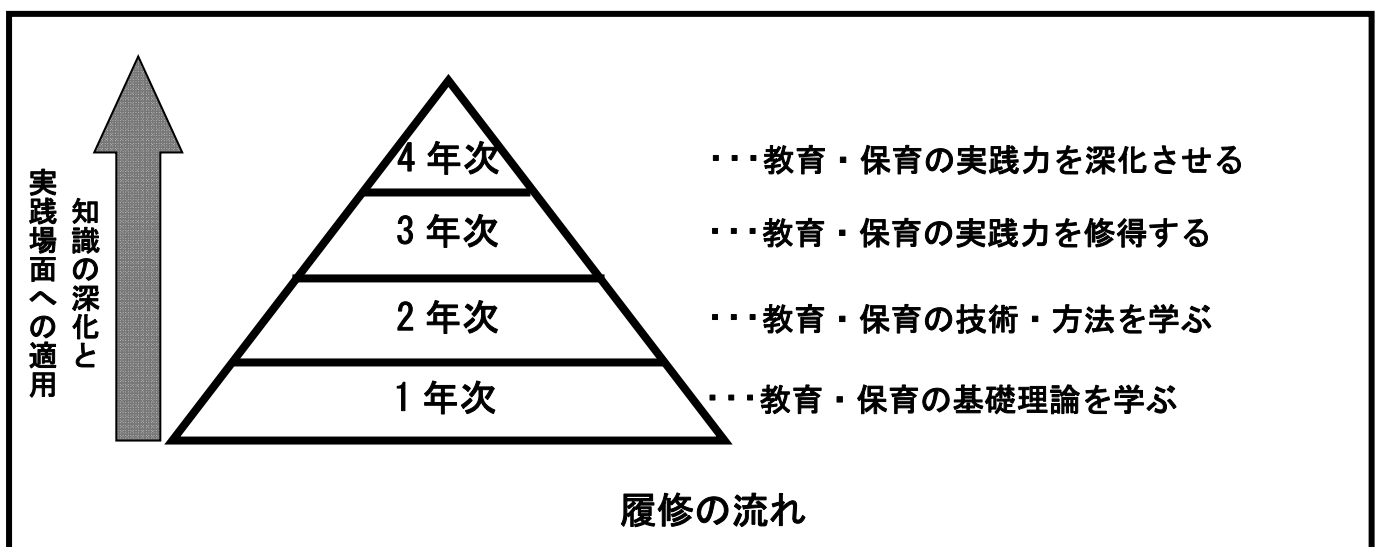 知識の深化と
実践場面への適用
4年次
･･･教育・保育の実践力を深化させる
3年次
･･･教育・保育の実践力を修得する
2年次
･･･教育・保育の技術・方法を学ぶ
1年次
･･･教育・保育の基礎理論を学ぶ
履修の流れ